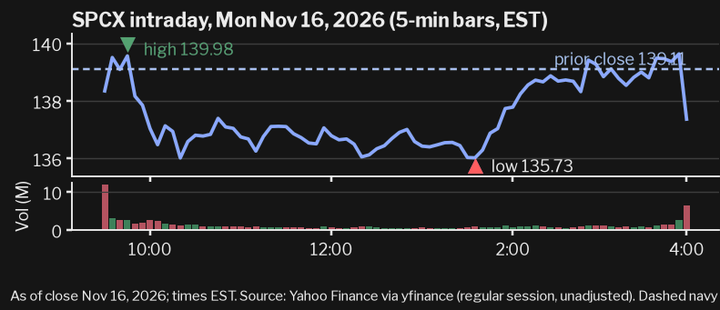 SPCX intraday, Mon Nov 16, 2026 (5-min bars, EST)
140
high 139.98
prior close 139.11
138
136
low 135.73
Vol (M)
10
0
10:00 12:00 2:00 4:00
As of close Nov 16, 2026; times EST. Source: Yahoo Finance via yfinance (regular session, unadjusted). Dashed navy